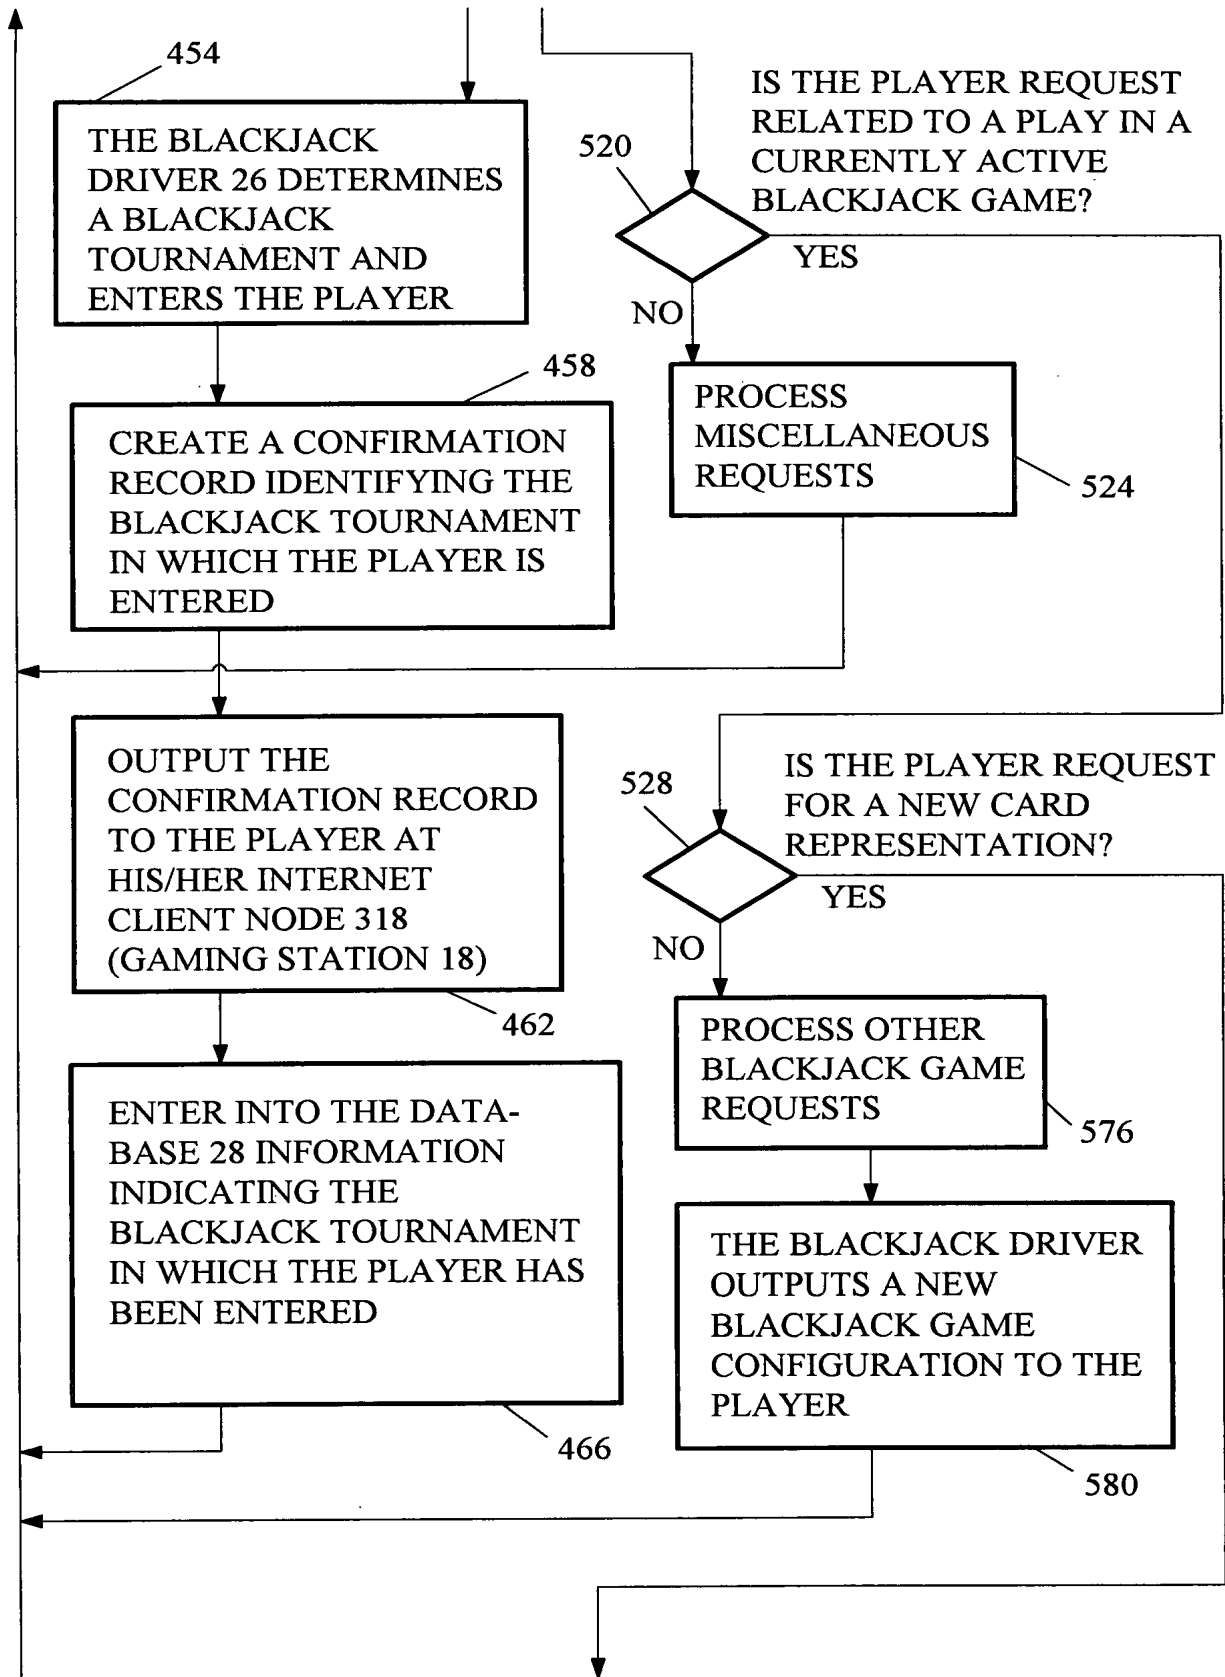 454
THE BLACKJACK
DRIVER 26 DETERMINES
A BLACKJACK
TOURNAMENT AND
ENTERS THE PLAYER
458
CREATE A CONFIRMATION
RECORD IDENTIFYING THE
BLACKJACK TOURNAMENT
IN WHICH THE PLAYER IS
ENTERED
OUTPUT THE
CONFIRMATION RECORD
TO THE PLAYER AT
HIS/HER INTERNET
CLIENT NODE 318
(GAMING STATION 18)
462
ENTER INTO THE DATA-
BASE 28 INFORMATION
INDICATING THE
BLACKJACK TOURNAMENT
IN WHICH THE PLAYER HAS
BEEN ENTERED
466
IS THE PLAYER REQUEST
RELATED TO A PLAY IN A
CURRENTLY ACTIVE
BLACKJACK GAME?
520
YES
NO
PROCESS
MISCELLANEOUS
REQUESTS
524
IS THE PLAYER REQUEST
FOR A NEW CARD
REPRESENTATION?
528
YES
NO
PROCESS OTHER
BLACKJACK GAME
REQUESTS
576
THE BLACKJACK DRIVER
OUTPUTS A NEW
BLACKJACK GAME
CONFIGURATION TO THE
PLAYER
580